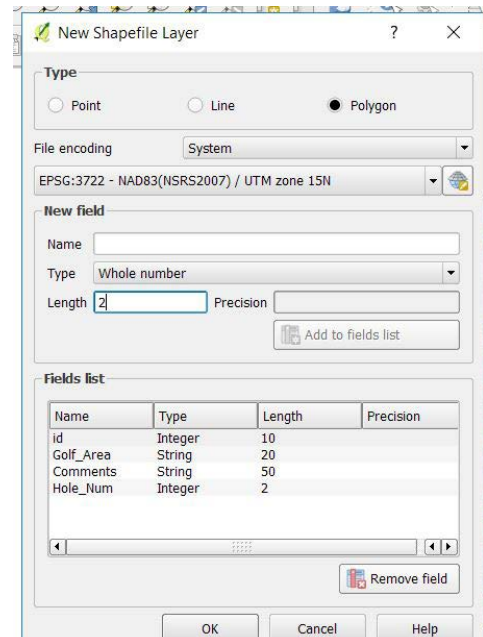 New Shapefile Layer ? X
Type
Point Line Polygon
File encoding System
EPSG:3722 - NAD83(NSRS2007) / UTM zone 15N
New field
Name
Type Whole number
Length 2 Precision
Add to fields list
Fields list
Name Type Length Precision
id Integer 10
Golf_Area String 20
Comments String 50
Hole_Num Integer 2
Remove field
OK Cancel Help